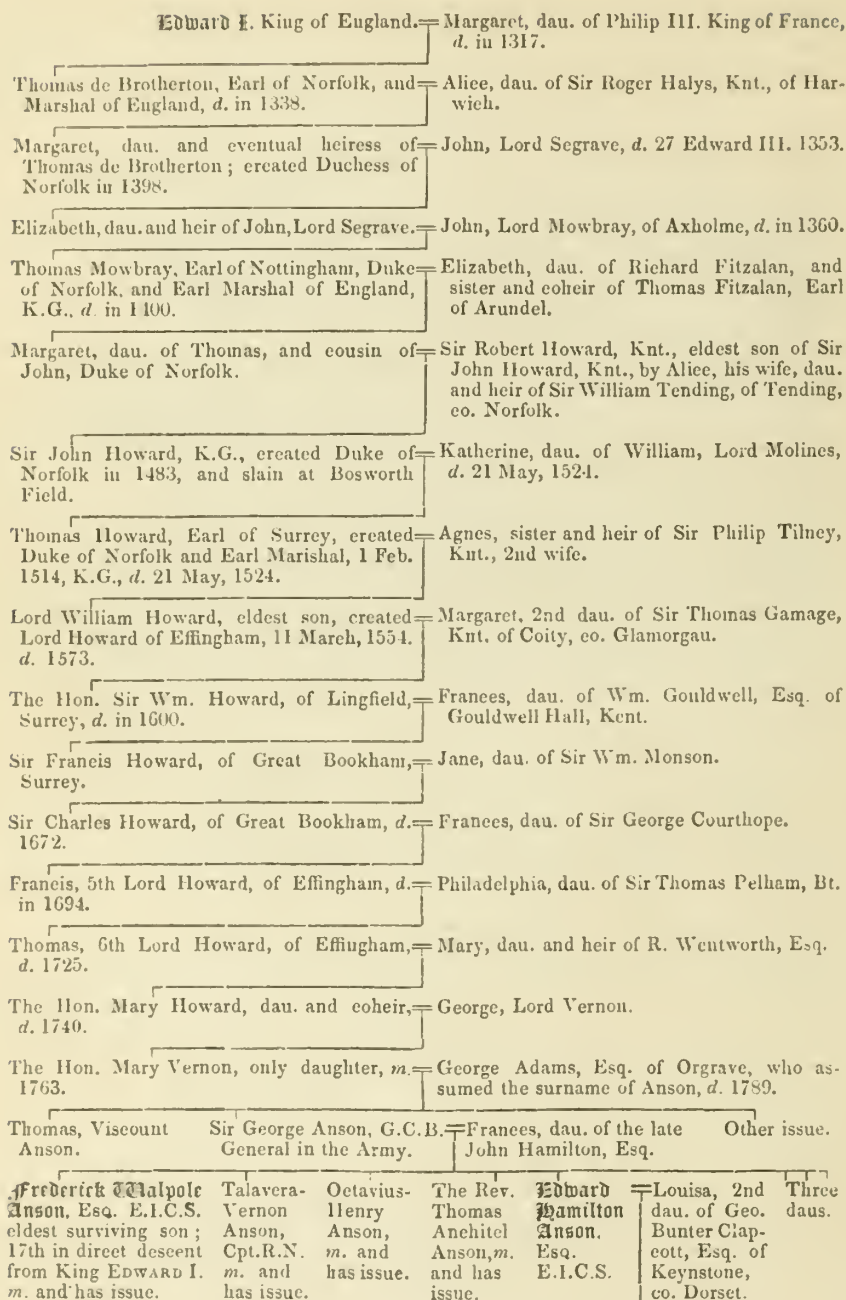 Edward I. King of England. = Margaret, dau. of Philip III. King of France,
d. in 1317.
Thomas de Brotherton, Earl of Norfolk, and = Alice, dau. of Sir Roger Halys, Knt., of Har-
Marshal of England, d. in 1338. wich.
Margaret, dau. and eventual heiress of = John, Lord Segrave, d. 27 Edward III. 1353.
Thomas de Brotherton; created Duchess of
Norfolk in 1398.
Elizabeth, dau. and heir of John, Lord Segrave. = John, Lord Mowbray, of Axholme, d. in 1360.
Thomas Mowbray, Earl of Nottingham, Duke = Elizabeth, dau. of Richard Fitzalan, and
of Norfolk, and Earl Marshal of England, sister and coheir of Thomas Fitzalan, Earl
K.G., d. in 1400. of Arundel.
Margaret, dau. of Thomas, and cousin of = Sir Robert Howard, Knt., eldest son of Sir
John, Duke of Norfolk. John Howard, Knt., by Alice, his wife, dau.
and heir of Sir William Tending, of Tending,
co. Norfolk.
Sir John Howard, K.G., created Duke of = Katherine, dau. of William, Lord Molines,
Norfolk in 1483, and slain at Bosworth d. 21 May, 1524.
Field.
Thomas Howard, Earl of Surrey, created = Agnes, sister and heir of Sir Philip Tilney,
Duke of Norfolk and Earl Marishal, 1 Feb. Knt., 2nd wife.
1514, K.G., d. 21 May, 1524.
Lord William Howard, eldest son, created = Margaret, 2nd dau. of Sir Thomas Gamage,
Lord Howard of Effingham, 11 March, 1554. Knt. of Coity, co. Glamorgan.
d. 1573.
The Hon. Sir Wm. Howard, of Lingfield, = Frances, dau. of Wm. Gouldwell, Esq. of
Surrey, d. in 1600. Gouldwell Hall, Kent.
Sir Francis Howard, of Great Bookham, = Jane, dau. of Sir Wm. Monson.
Surrey.
Sir Charles Howard, of Great Bookham, d. = Frances, dau. of Sir George Courthope.
1672.
Francis, 5th Lord Howard, of Effingham, d. = Philadelphia, dau. of Sir Thomas Pelham, Bt.
in 1694.
Thomas, 6th Lord Howard, of Effingham, = Mary, dau. and heir of R. Wentworth, Esq.
d. 1725.
The Hon. Mary Howard, dau. and coheir, = George, Lord Vernon.
d. 1740.
The Hon. Mary Vernon, only daughter, m. = George Adams, Esq. of Orgrave, who as-
1763. sumed the surname of Anson, d. 1789.
Thomas, Viscount Sir George Anson, G.C.B. = Frances, dau. of the late Other issue.
Anson. General in the Army. John Hamilton, Esq.
Frederick Walpole Talavera- Octavius- The Rev. Edward = Louisa, 2nd Three
Anson, Esq. E.I.C.S. Vernon Henry Thomas Hamilton dau. of Geo. daus.
eldest surviving son; Anson, Anson, Anchitel Anson, Bunter Clap-
17th in direct descent Cpt. R.N. m. and Anson, m. Esq. cott, Esq. of
from King EDWARD I. m. and has issue. and has E.I.C.S. Keynstone,
m. and has issue. has issue. issue. co. Dorset.